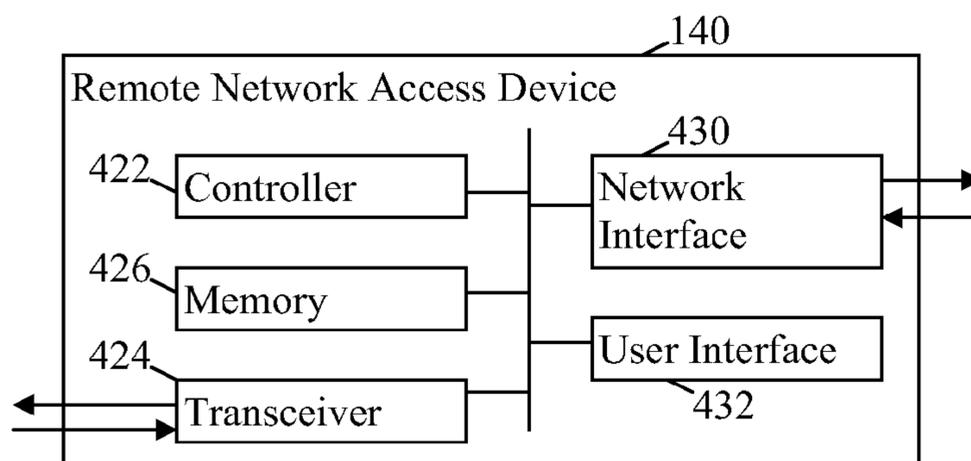 140
Remote Network Access Device
430
422
Controller
Network
Interface
426
Memory
424
User Interface
Transceiver
432